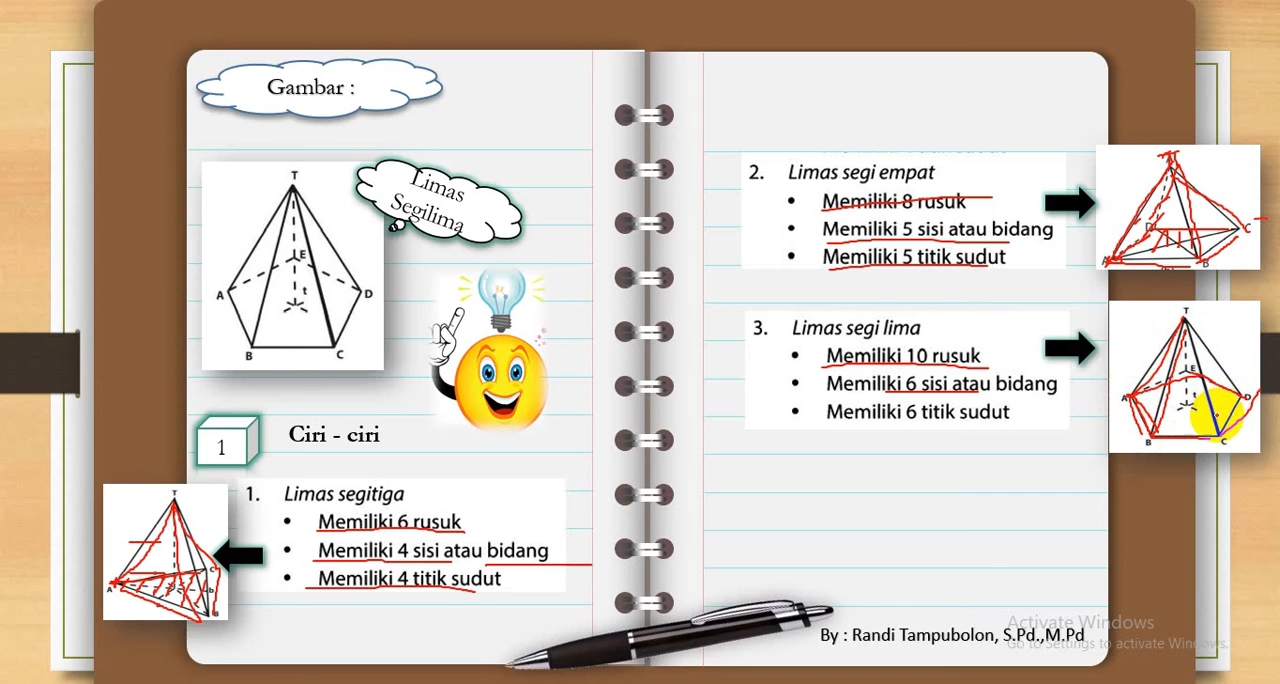 Gambar :
Limas
Segilima
T
E
A
t
D
B
C
1
Ciri - ciri
1. Limas segitiga
• Memiliki 6 rusuk
• Memiliki 4 sisi atau bidang
• Memiliki 4 titik sudut
T
A
C
b
B
2. Limas segi empat
• Memiliki 8 rusuk
• Memiliki 5 sisi atau bidang
• Memiliki 5 titik sudut
T
D
C
A
B
3. Limas segi lima
• Memiliki 10 rusuk
• Memiliki 6 sisi atau bidang
• Memiliki 6 titik sudut
T
E
A
t
D
B
C
By : Randi Tampubolon, S.Pd.,M.Pd
Activate Windows
Go to Settings to activate Windows.